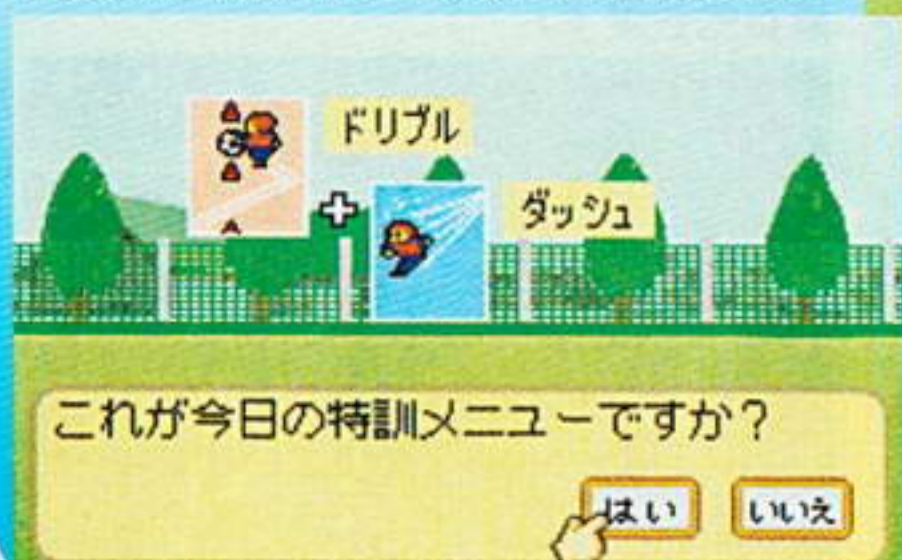 ドリブル
ダッシュ
これが今日の特訓メニューですか？
はい
いいえ